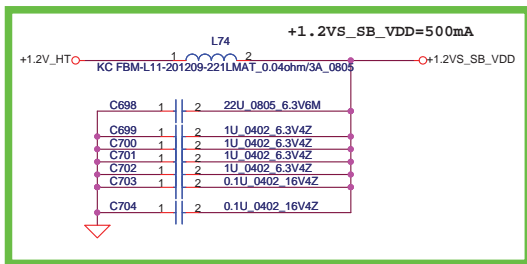 +1.2VS_SB_VDD=500mA
L74
+1.2V_HT 1 2 +1.2VS_SB_VDD
KC FBM-L11-201209-221LMAT_0.04ohm/3A_0805
C698 1 2 22U_0805_6.3V6M
C699 1 2 1U_0402_6.3V4Z
C700 1 2 1U_0402_6.3V4Z
C701 1 2 1U_0402_6.3V4Z
C702 1 2 1U_0402_6.3V4Z
C703 1 2 0.1U_0402_16V4Z
C704 1 2 0.1U_0402_16V4Z